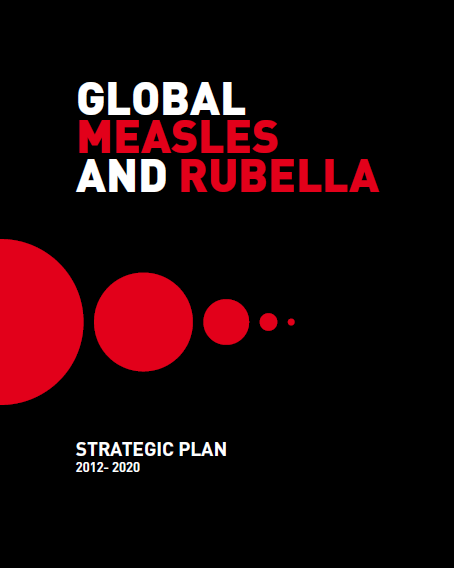 GLOBAL
MEASLES
AND RUBELLA
STRATEGIC PLAN
2012- 2020